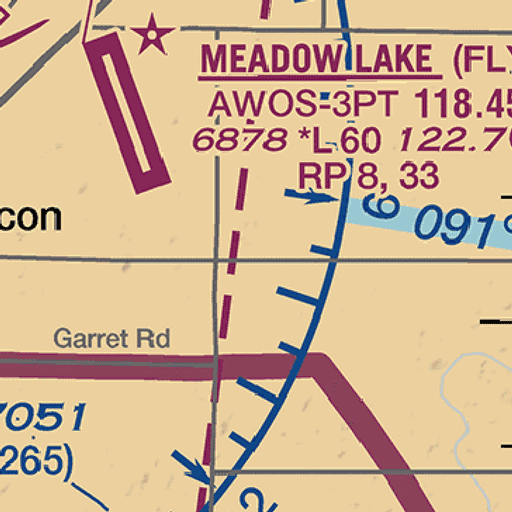 MEADOW LAKE (FLY
AWOS-3PT 118.45
6878 *L-60 122.7
RP 8, 33
con
6
091°
Garret Rd
7051
265)